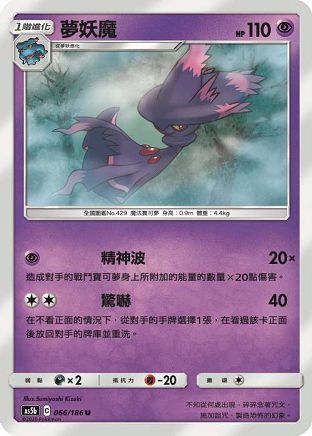 1階進化
夢妖魔
HP 110
從夢妖進化
全國圖鑑No.429 魔法寶可夢 身高：0.9m 體重：4.4kg
精神波 20×
造成對手的戰鬥寶可夢身上所附加的能量的數量×20點傷害。
驚嚇 40
在不看正面的情況下，從對手的手牌選擇1張，在看過該卡正面
後放回對手的牌庫並重洗。
弱點 ×2 抵抗力 -20 撤退
Illus.Sumiyoshi Kizuki
xs5b C 066/186 U
©2020 Pokémon
不知從何處出現。碎碎念著咒文。
施加詛咒、製造恐怖的幻象。